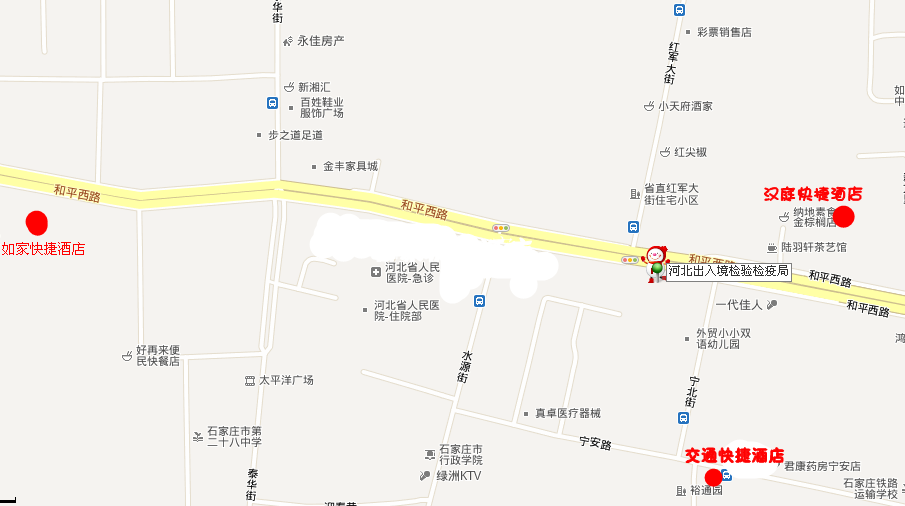 华街
永佳房产
彩票销售店
红军大街
新湘汇
百姓鞋业
服饰广场
小天府酒家
步之道足道
红尖椒
金丰家具城
和平西路
和平西路
省直红军大
街住宅小区
汉庭快捷酒店
纳地素食
金棕榈店
陆羽轩茶艺馆
如家快捷酒店
和平西路
河北出入境检验检疫局
和平西路
和平西路
河北省人民
医院-急诊
河北省人民医
院-住院部
一代佳人
外贸小小双
语幼儿园
好再来便
民快餐店
太平洋广场
水源街
宁北街
真卓医疗器械
宁安路
石家庄市第
二十八中学
石家庄市
行政学院
绿洲KTV
泰华街
交通快捷酒店
君康药房宁安店
裕通园
石家庄铁路
运输学校